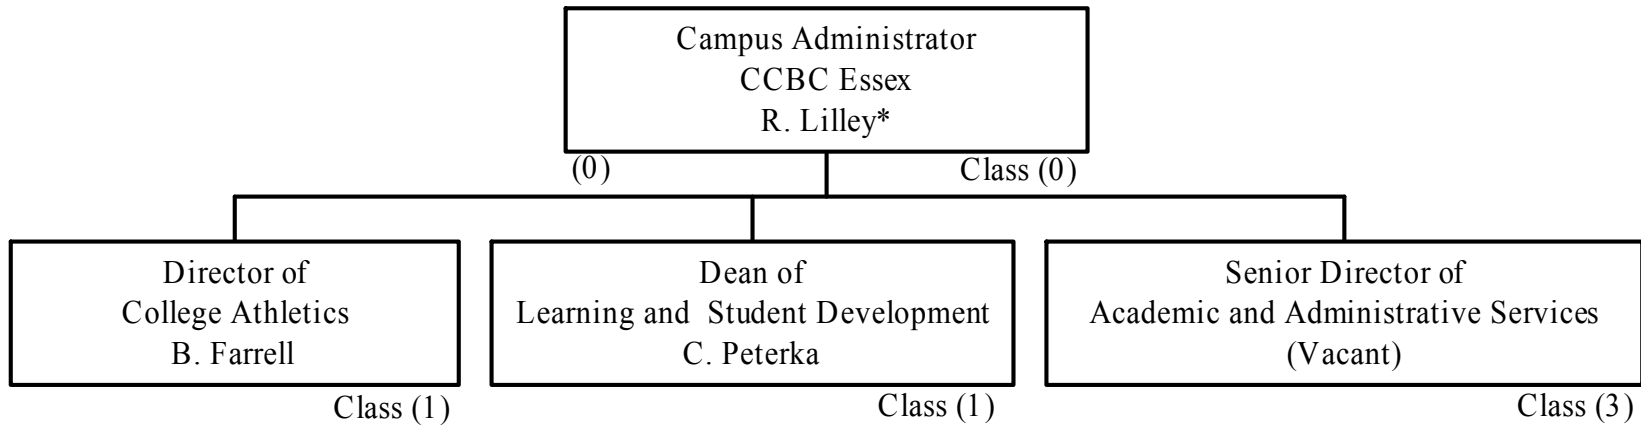 Campus Administrator
CCBC Essex
R. Lilley*
(0) Class (0)
Director of
College Athletics
B. Farrell
Class (1)
Dean of
Learning and Student Development
C. Peterka
Class (1)
Senior Director of
Academic and Administrative Services
(Vacant)
Class (3)